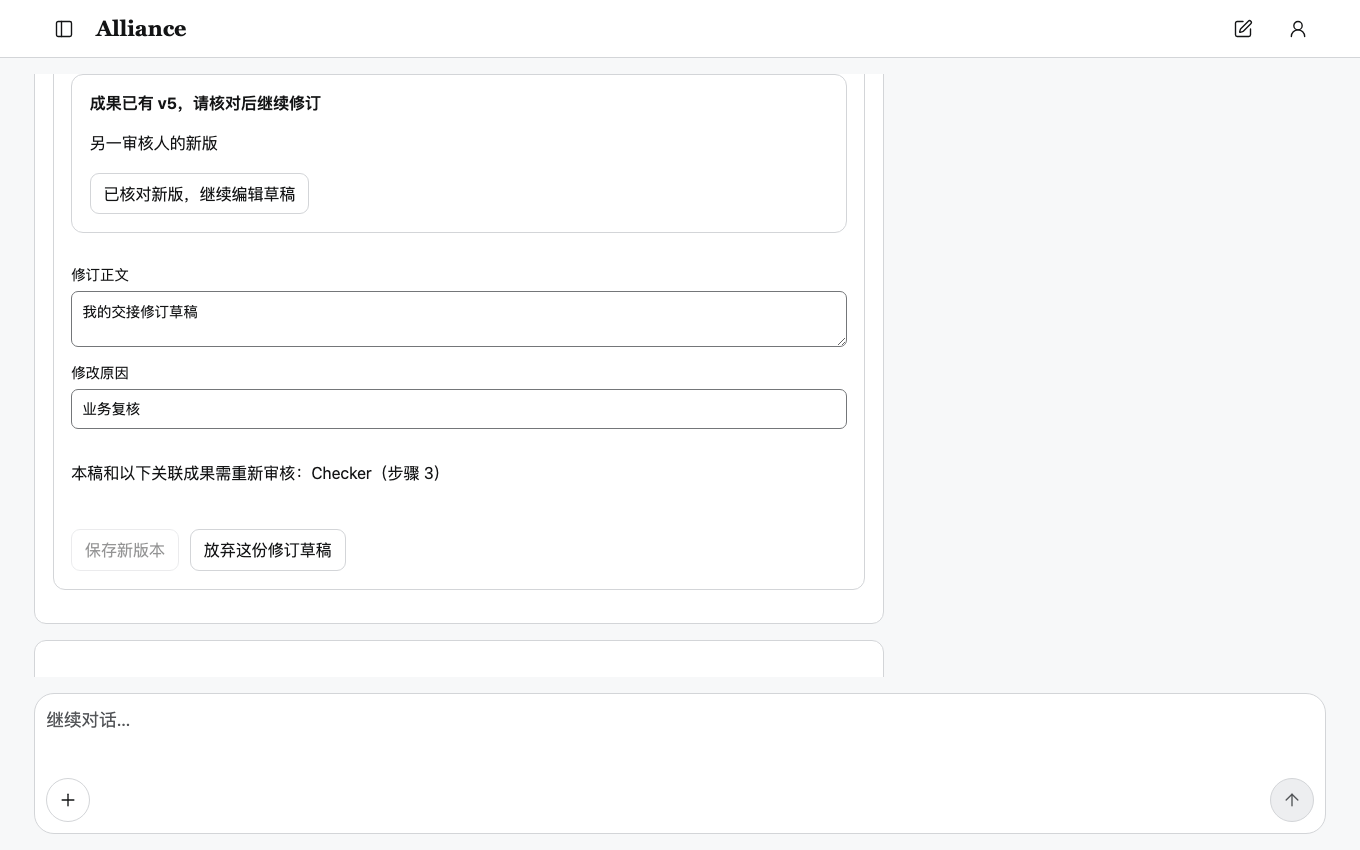 Alliance
成果已有 v5，请核对后继续修订
另一审核人的新版
已核对新版，继续编辑草稿
修订正文
我的交接修订草稿
修改原因
业务复核
本稿和以下关联成果需重新审核：Checker（步骤 3）
保存新版本
放弃这份修订草稿
继续对话...